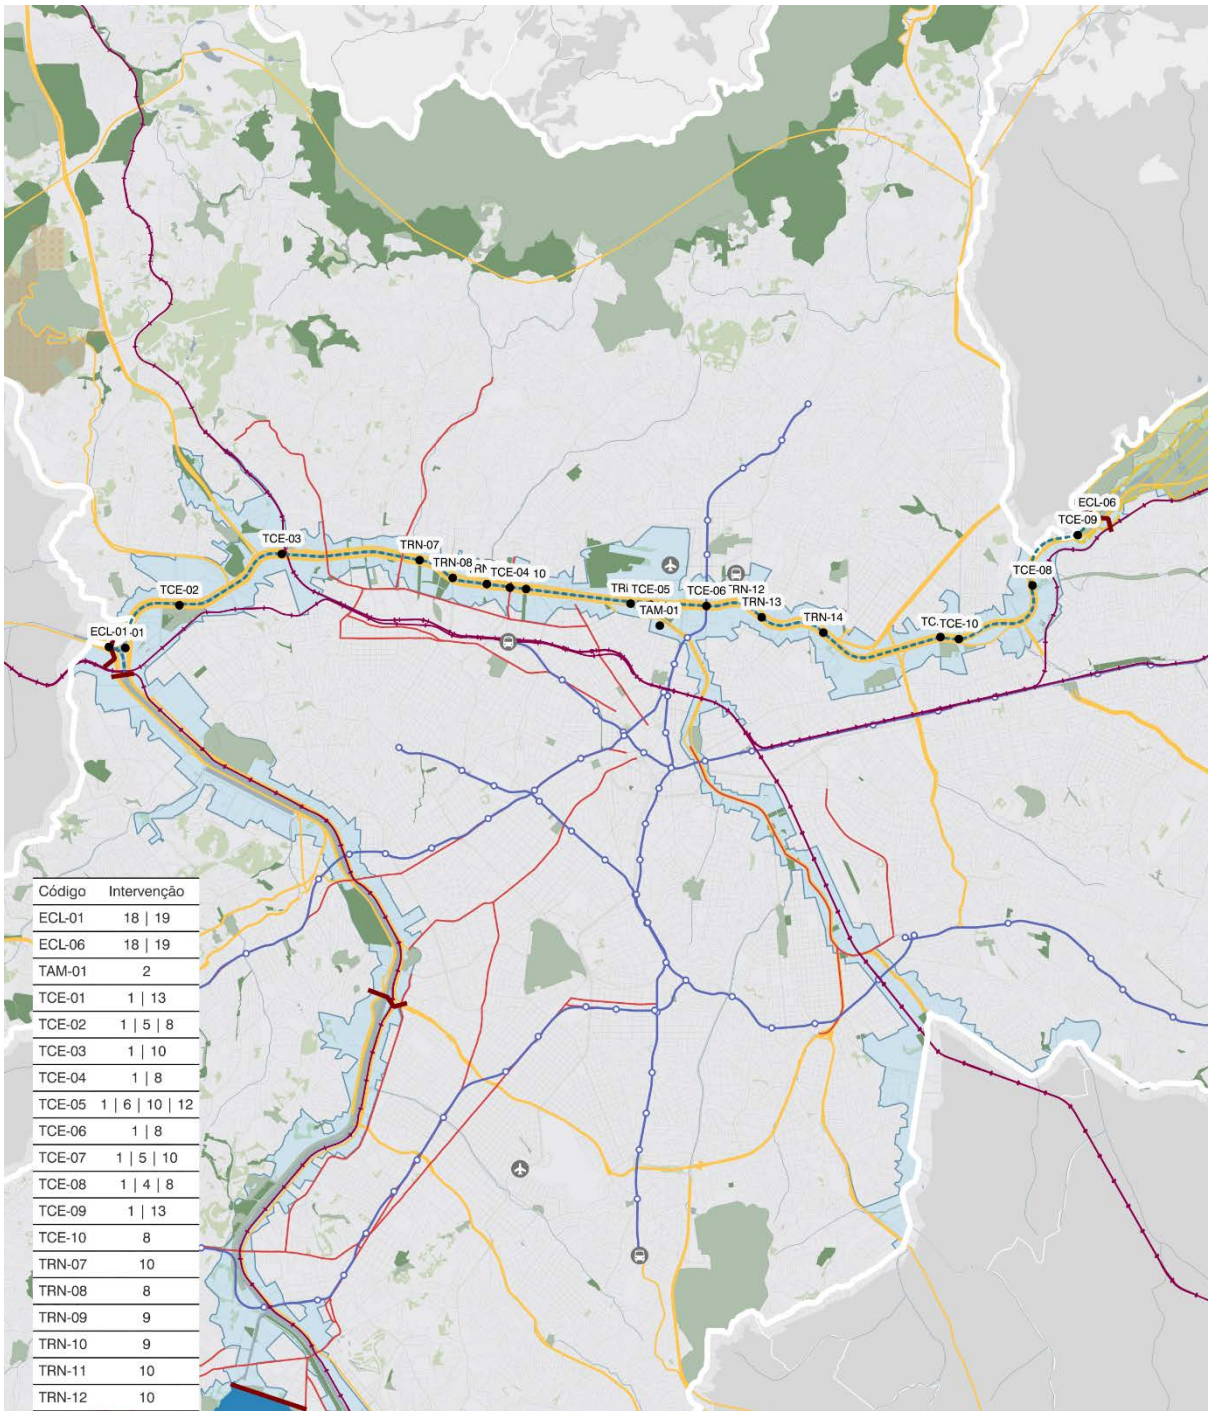 ECL-06
TCE-09
TCE-03
TRN-07
TRN-08
TCE-04
10
TCE-08
TCE-02
TCE-05
TCE-06
TRN-12
TRN-13
TAM-01
TRN-14
TCE-10
ECL-01
01
Código Intervenção
ECL-01 18 | 19
ECL-06 18 | 19
TAM-01 2
TCE-01 1 | 13
TCE-02 1 | 5 | 8
TCE-03 1 | 10
TCE-04 1 | 8
TCE-05 1 | 6 | 10 | 12
TCE-06 1 | 8
TCE-07 1 | 5 | 10
TCE-08 1 | 4 | 8
TCE-09 1 | 13
TCE-10 8
TRN-07 10
TRN-08 8
TRN-09 9
TRN-10 9
TRN-11 10
TRN-12 10